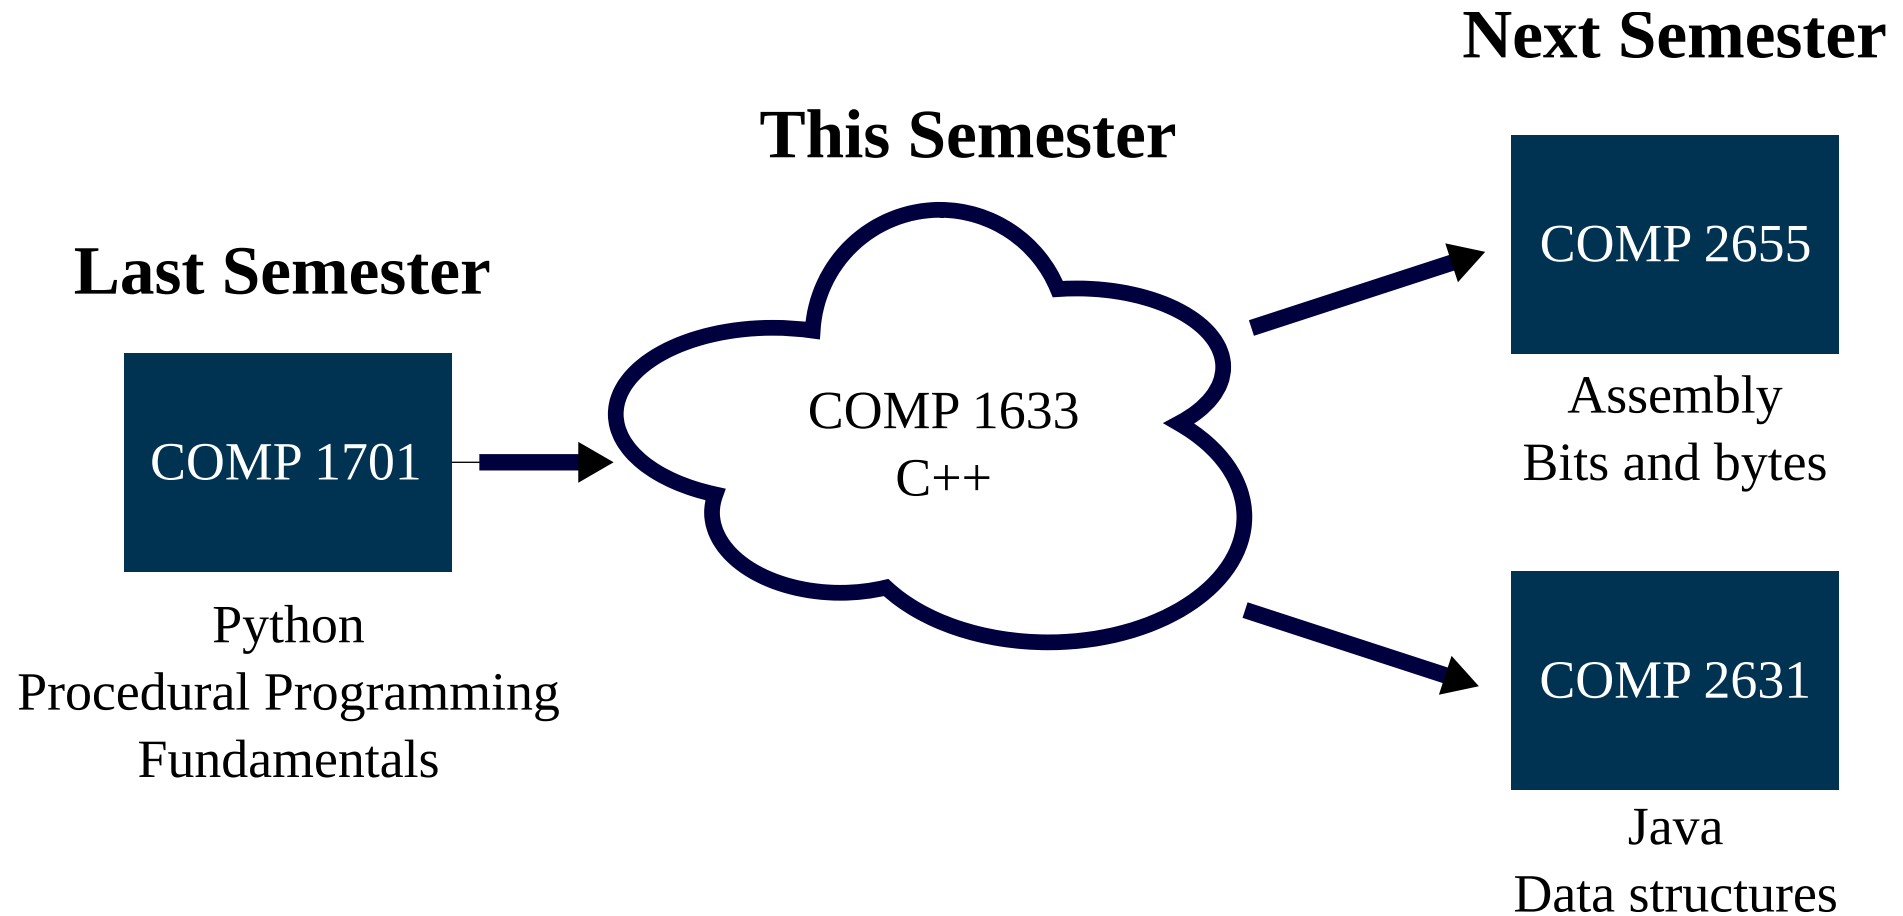 Last Semester
COMP 1701
Python
Procedural Programming
Fundamentals
This Semester
COMP 1633
C++
Next Semester
COMP 2655
Assembly
Bits and bytes
COMP 2631
Java
Data structures